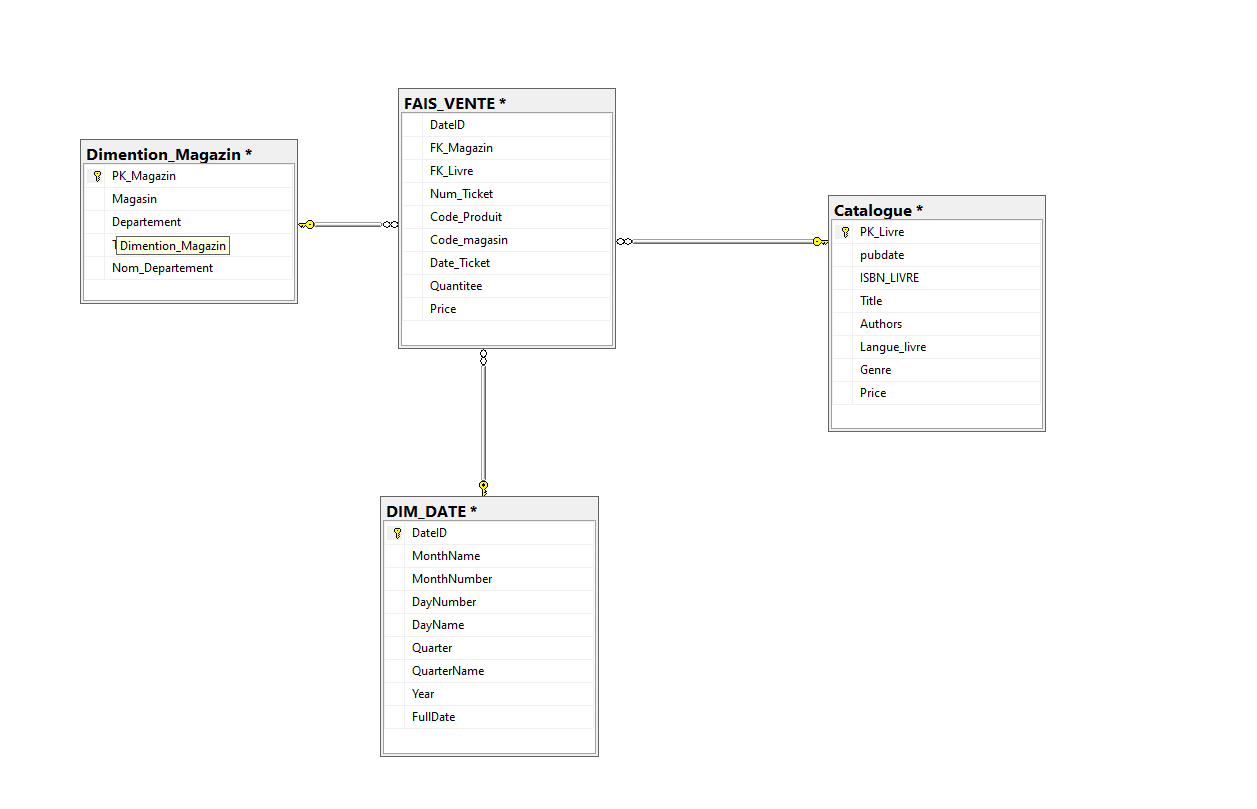 FAIS_VENTE *
DateID
FK_Magazin
FK_Livre
Num_Ticket
Code_Produit
Code_magasin
Date_Ticket
Quantitee
Price
Dimention_Magazin *
PK_Magazin
Magasin
Departement
Dimention_Magazin
Nom_Departement
Catalogue *
PK_Livre
pubdate
ISBN_LIVRE
Title
Authors
Langue_livre
Genre
Price
DIM_DATE *
DateID
MonthName
MonthNumber
DayNumber
DayName
Quarter
QuarterName
Year
FullDate